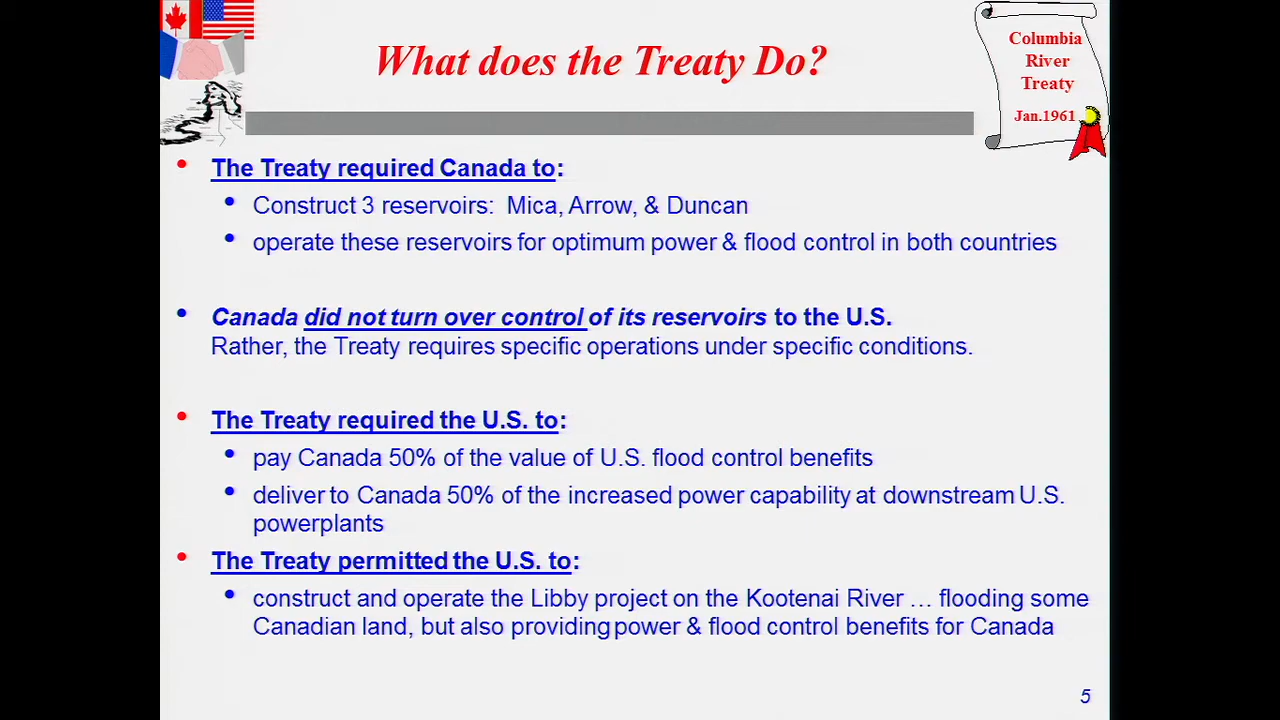 What does the Treaty Do?
Columbia
River
Treaty
Jan.1961
• The Treaty required Canada to:
• Construct 3 reservoirs: Mica, Arrow, & Duncan
• operate these reservoirs for optimum power & flood control in both countries
• Canada did not turn over control of its reservoirs to the U.S.
Rather, the Treaty requires specific operations under specific conditions.
• The Treaty required the U.S. to:
• pay Canada 50% of the value of U.S. flood control benefits
• deliver to Canada 50% of the increased power capability at downstream U.S.
powerplants
• The Treaty permitted the U.S. to:
• construct and operate the Libby project on the Kootenai River … flooding some
Canadian land, but also providing power & flood control benefits for Canada
5